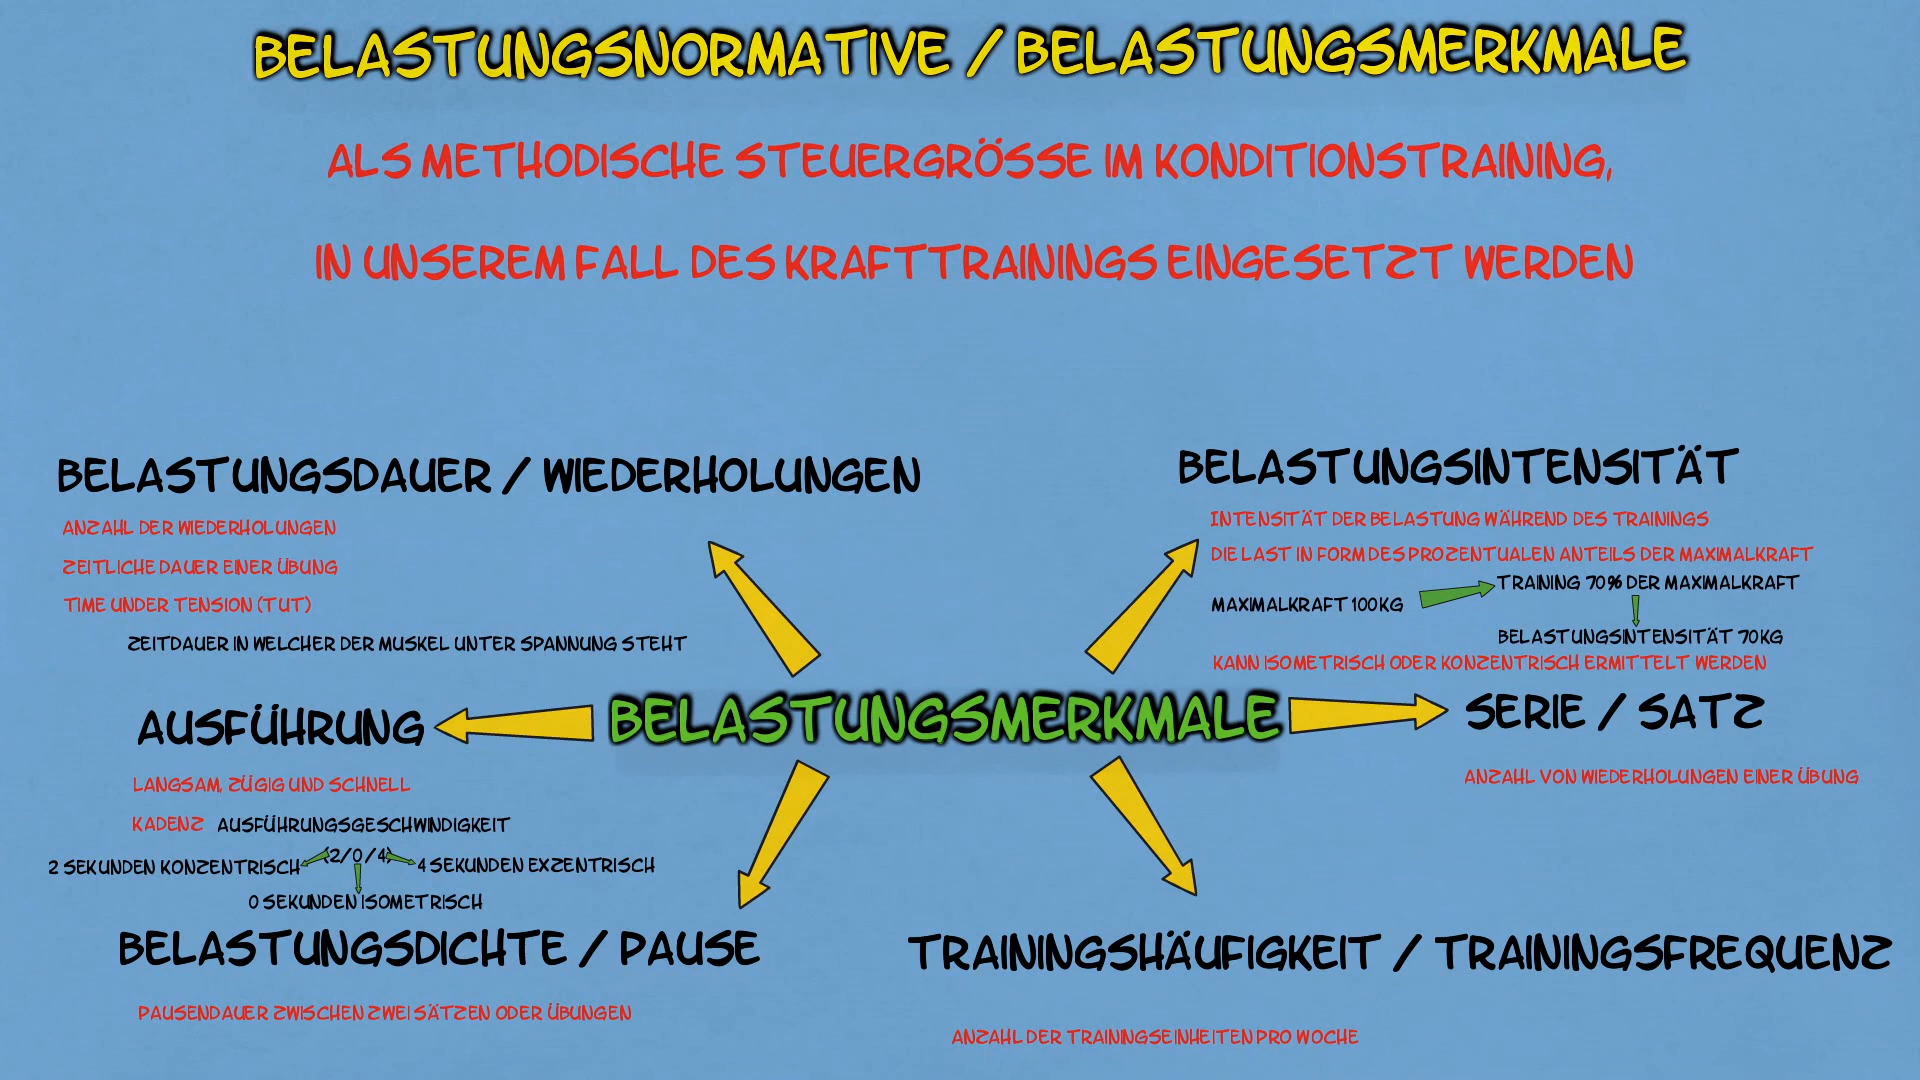 BELASTUNGSNORMATIVE / BELASTUNGSMERKMALE
ALS METHODISCHE STEUERGRÖSSE IM KONDITIONSTRAINING,
IN UNSEREM FALL DES KRAFTTRAININGS EINGESETZT WERDEN
BELASTUNGSDAUER / WIEDERHOLUNGEN
ANZAHL DER WIEDERHOLUNGEN
ZEITLICHE DAUER EINER ÜBUNG
TIME UNDER TENSION (TUT)
ZEITDAUER IN WELCHER DER MUSKEL UNTER SPANNUNG STEHT
BELASTUNGSINTENSITÄT
INTENSITÄT DER BELASTUNG WÄHREND DES TRAININGS
DIE LAST IN FORM DES PROZENTUALEN ANTEILS DER MAXIMALKRAFT
TRAINING 70% DER MAXIMALKRAFT
MAXIMALKRAFT 100KG
BELASTUNGSINTENSITÄT 70KG
KANN ISOMETRISCH ODER KONZENTRISCH ERMITTELT WERDEN
AUSFÜHRUNG
BELASTUNGSMERKMALE
SERIE / SATZ
LANGSAM, ZÜGIG UND SCHNELL
KADENZ AUSFÜHRUNGSGESCHWINDIGKEIT
(2/0/4)
2 SEKUNDEN KONZENTRISCH
4 SEKUNDEN EXZENTRISCH
0 SEKUNDEN ISOMETRISCH
ANZAHL VON WIEDERHOLUNGEN EINER ÜBUNG
BELASTUNGSDICHTE / PAUSE
PAUSENDAUER ZWISCHEN ZWEI SÄTZEN ODER ÜBUNGEN
TRAININGSHÄUFIGKEIT / TRAININGSFREQUENZ
ANZAHL DER TRAININGSEINHEITEN PRO WOCHE